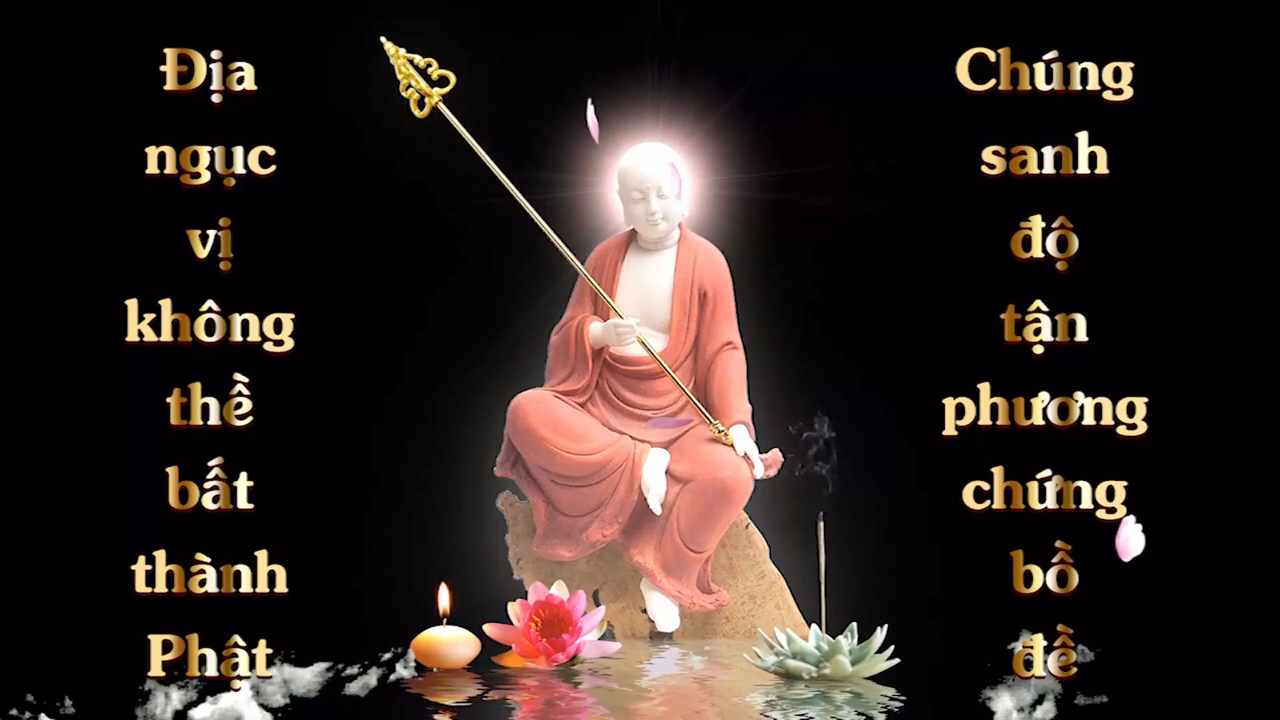 Địa
ngục
vị
không
thề
bất
thành
Phật
Chúng
sanh
độ
tận
phương
chứng
bồ
đề